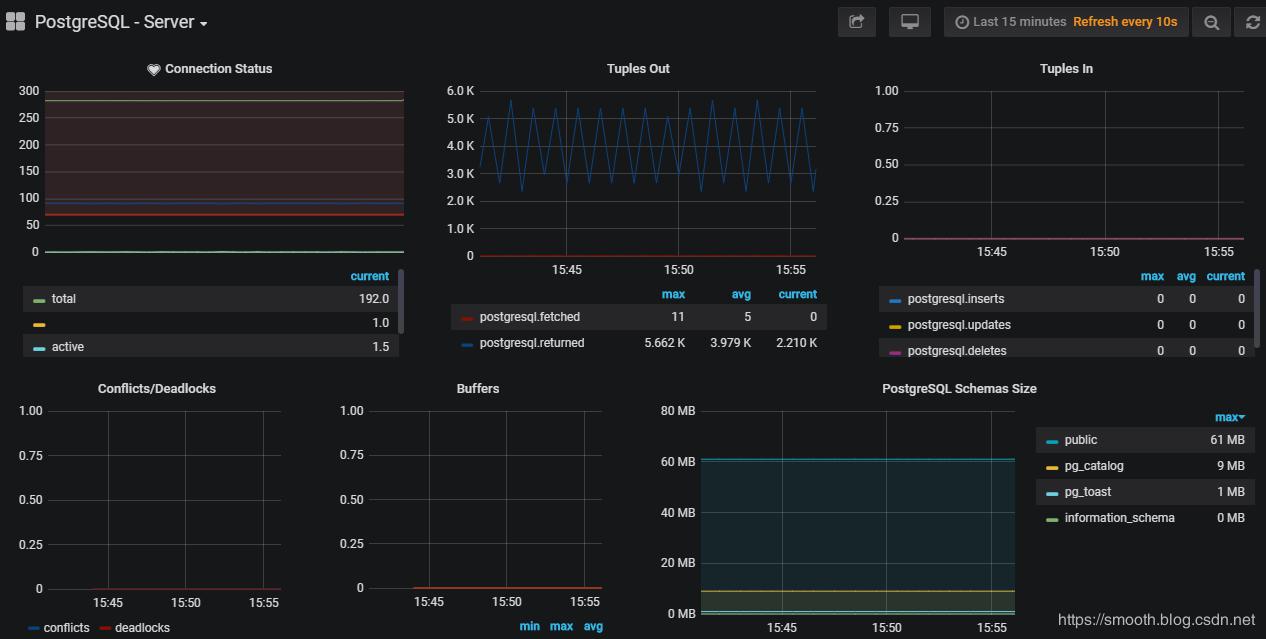 PostgreSQL - Server
Last 15 minutes Refresh every 10s
Connection Status
300
250
200
150
100
50
0
current
total 192.0
1.0
active 1.5
Tuples Out
6.0 K
5.0 K
4.0 K
3.0 K
2.0 K
1.0 K
0
15:45 15:50 15:55
max avg current
postgresql.fetched 11 5 0
postgresql.returned 5.662 K 3.979 K 2.210 K
Tuples In
1.00
0.75
0.50
0.25
0
15:45 15:50 15:55
max avg current
postgresql.inserts 0 0 0
postgresql.updates 0 0 0
postgresql.deletes 0 0 0
Conflicts/Deadlocks
1.00
0.75
0.50
0.25
0
15:45 15:50 15:55
conflicts deadlocks
Buffers
1.00
0.75
0.50
0.25
0
15:45 15:50 15:55
min max avg
PostgreSQL Schemas Size
80 MB
60 MB
40 MB
20 MB
0 MB
15:45 15:50 15:55
max
public 61 MB
pg_catalog 9 MB
pg_toast 1 MB
information_schema 0 MB
https://smooth.blog.csdn.net